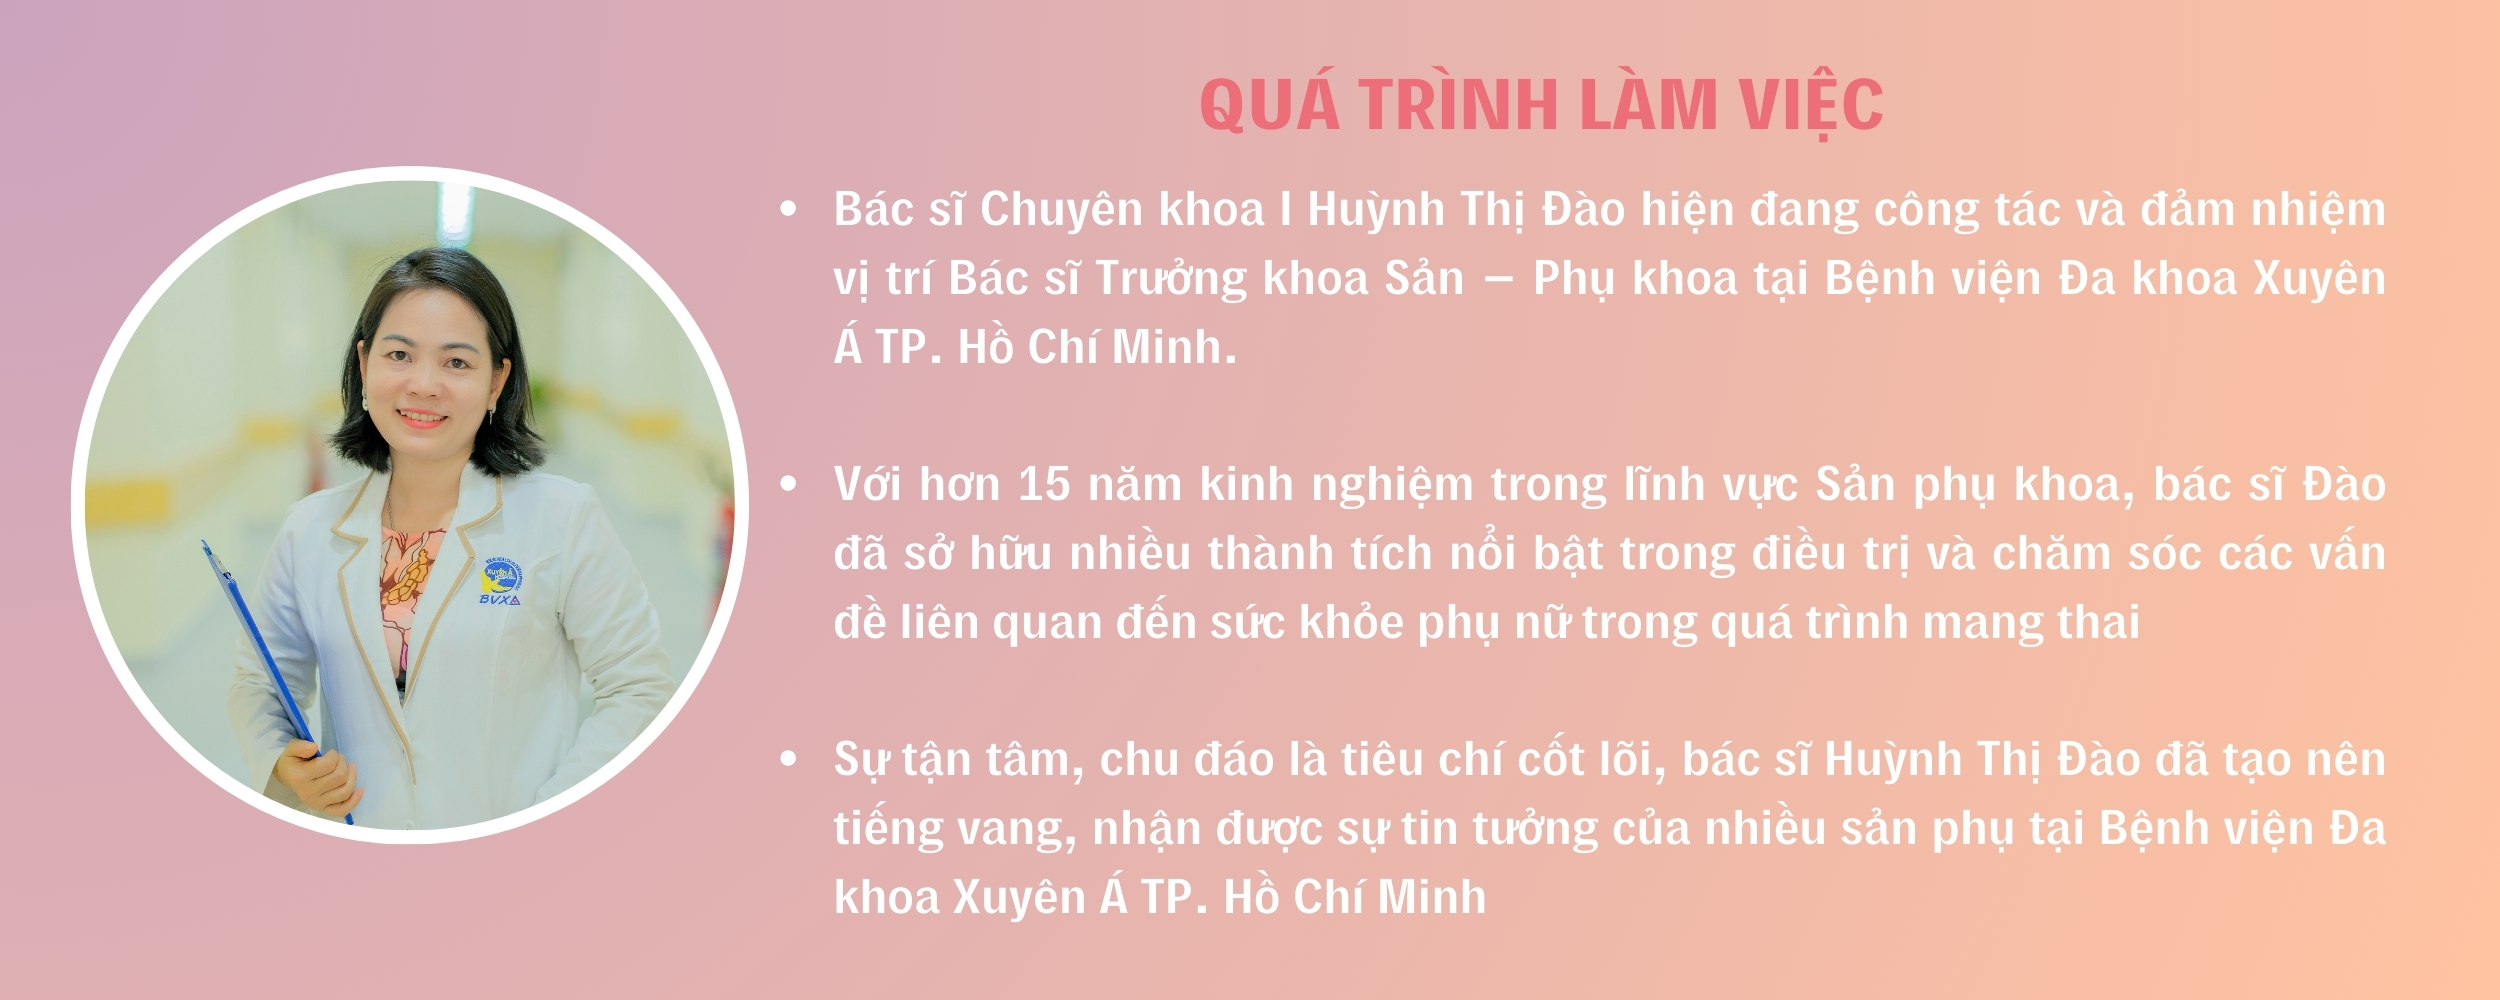 QUÁ TRÌNH LÀM VIỆC
• Bác sĩ Chuyên khoa I Huỳnh Thị Đào hiện đang công tác và đảm nhiệm
vị trí Bác sĩ Trưởng khoa Sản – Phụ khoa tại Bệnh viện Đa khoa Xuyên
Á TP. Hồ Chí Minh.
• Với hơn 15 năm kinh nghiệm trong lĩnh vực Sản phụ khoa, bác sĩ Đào
đã sở hữu nhiều thành tích nổi bật trong điều trị và chăm sóc các vấn
đề liên quan đến sức khỏe phụ nữ trong quá trình mang thai
• Sự tận tâm, chu đáo là tiêu chí cốt lõi, bác sĩ Huỳnh Thị Đào đã tạo nên
tiếng vang, nhận được sự tin tưởng của nhiều sản phụ tại Bệnh viện Đa
khoa Xuyên Á TP. Hồ Chí Minh
XUYÊN Á
HOSPITAL
BVXA